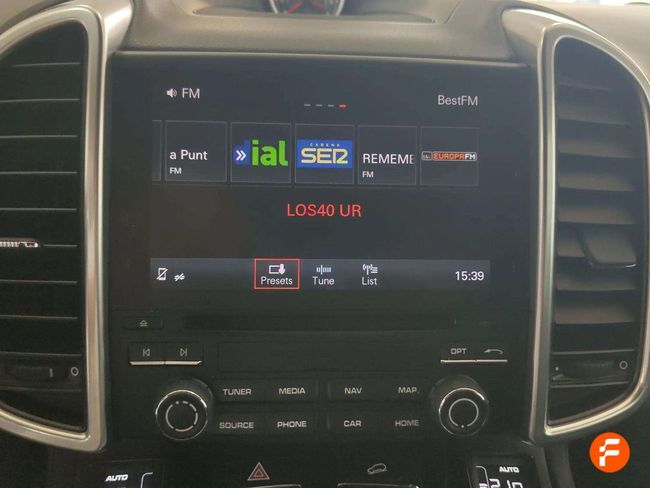 FM
BestFM
a Punt
FM
» ial
CADENA
SER
REMEME
FM
EUROPA FM
LOS40 UR
Presets
Tune
List
15:39
OPT
TUNER
MEDIA
NAV
MAP
SOURCE
PHONE
CAR
HOME
AUTO
AUTO
210